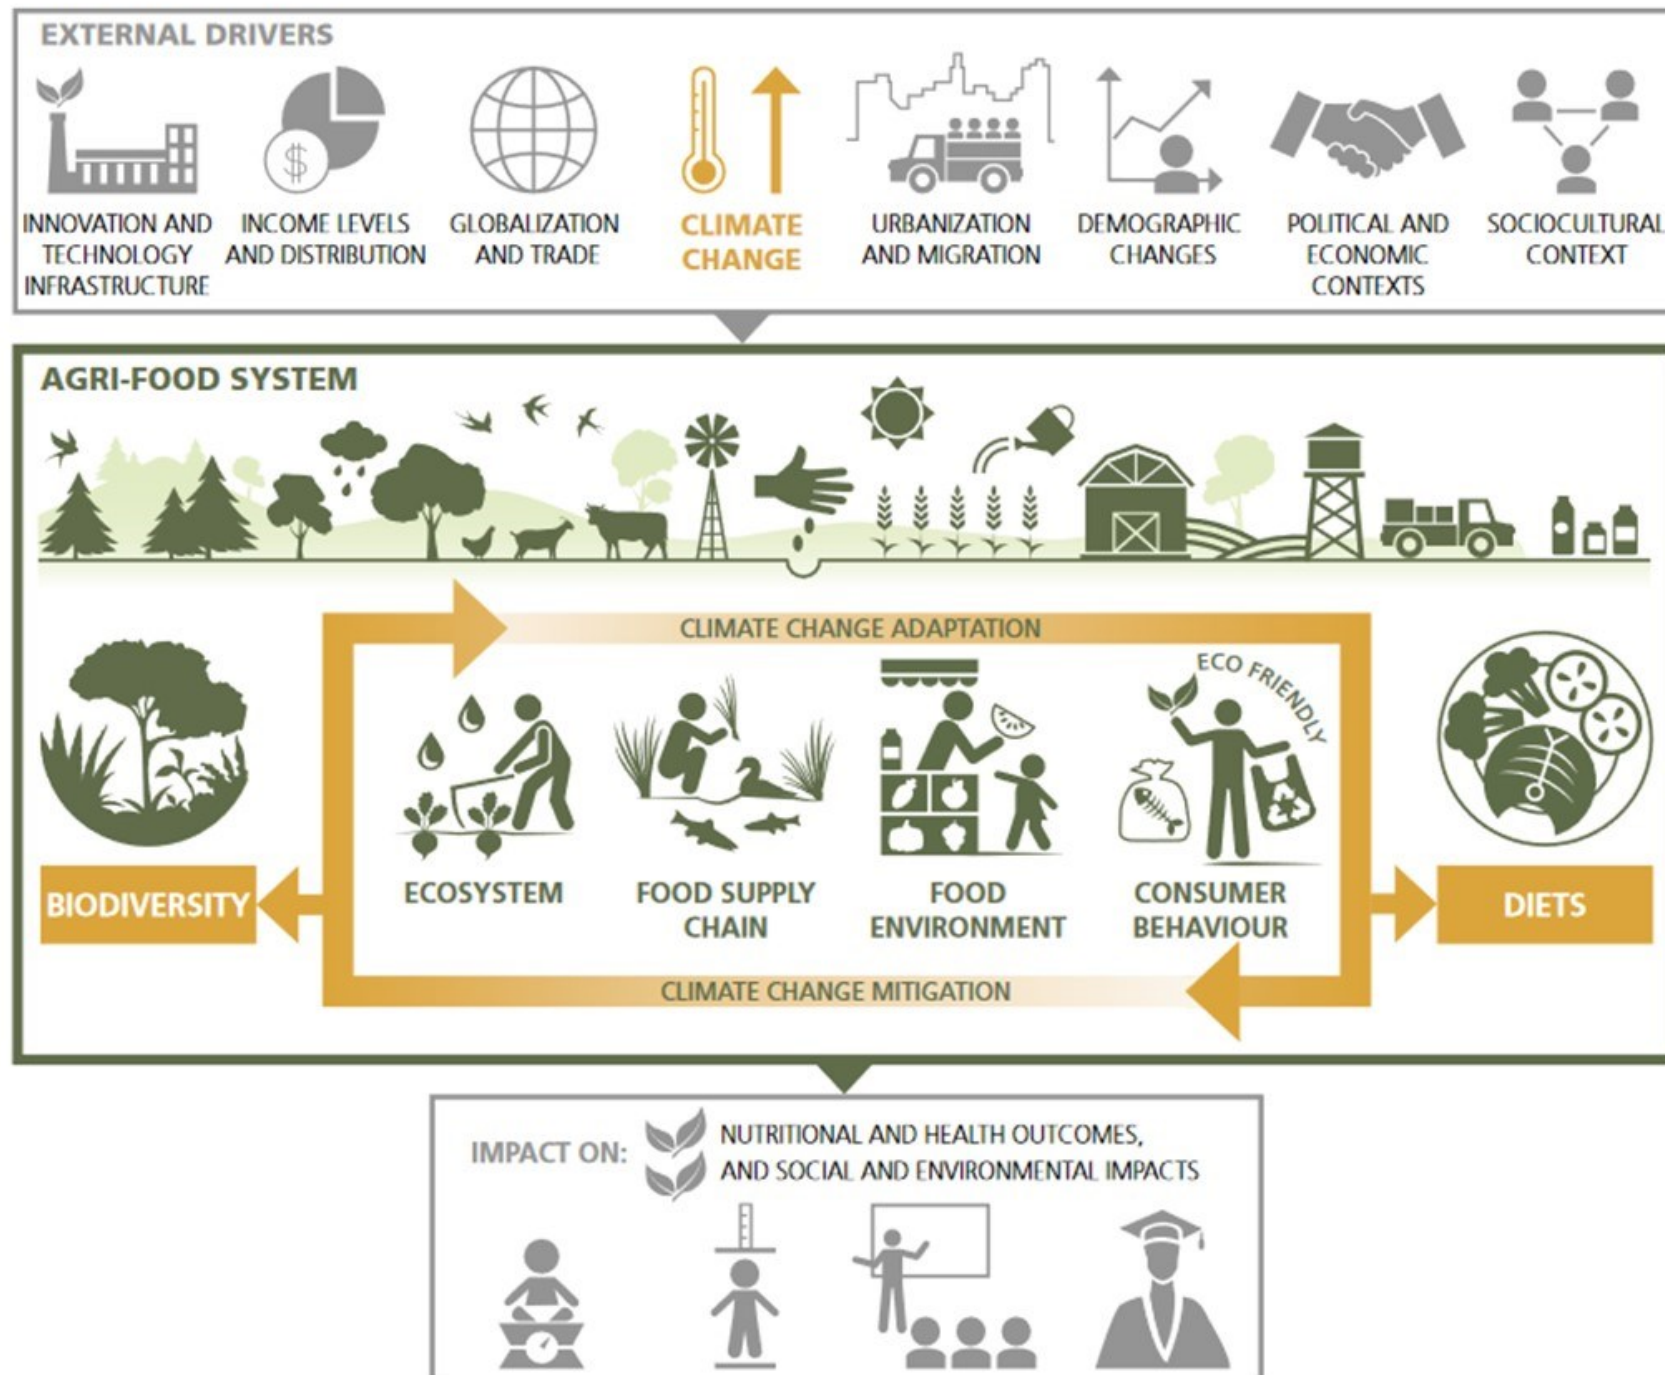 EXTERNAL DRIVERS
$
INNOVATION AND
TECHNOLOGY
INFRASTRUCTURE
INCOME LEVELS
AND DISTRIBUTION
GLOBALIZATION
AND TRADE
CLIMATE
CHANGE
URBANIZATION
AND MIGRATION
DEMOGRAPHIC
CHANGES
POLITICAL AND
ECONOMIC
CONTEXTS
SOCIOCULTURAL
CONTEXT
AGRI-FOOD SYSTEM
CLIMATE CHANGE ADAPTATION
ECO FRIENDLY
BIODIVERSITY
ECOSYSTEM
FOOD SUPPLY
CHAIN
FOOD
ENVIRONMENT
CONSUMER
BEHAVIOUR
DIETS
CLIMATE CHANGE MITIGATION
IMPACT ON:
NUTRITIONAL AND HEALTH OUTCOMES,
AND SOCIAL AND ENVIRONMENTAL IMPACTS